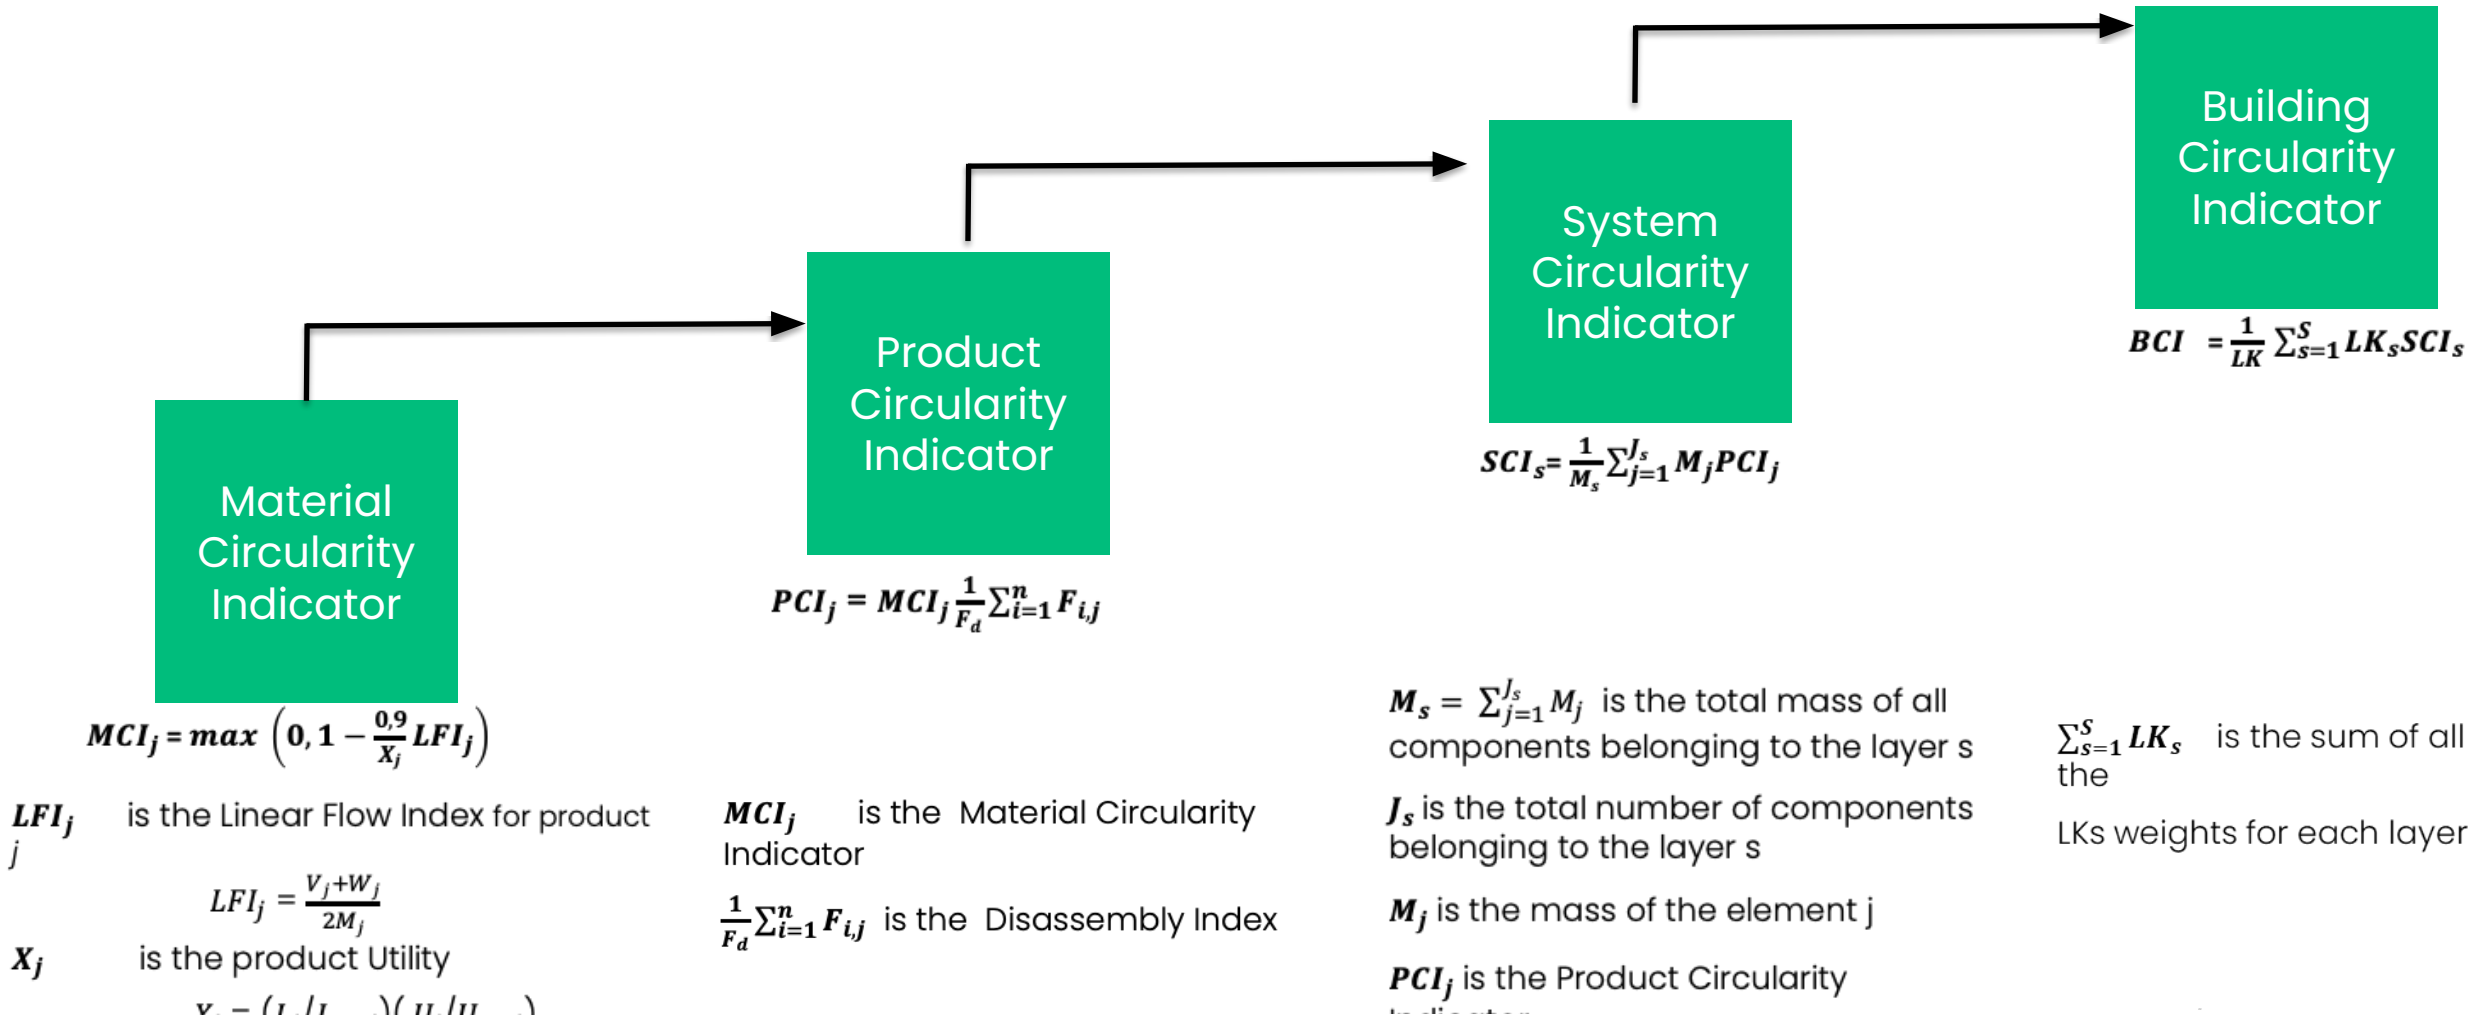 Material
Circularity
Indicator
MCI_j = max (0, 1 − 0,9/X_j LFI_j)
LFI_j is the Linear Flow Index for product
j
LFI_j = (V_j+W_j)/(2M_j)
X_j is the product Utility
Product
Circularity
Indicator
PCI_j = MCI_j 1/F_d ∑_{i=1}^{n} F_{i,j}
MCI_j is the Material Circularity
Indicator
1/F_d ∑_{i=1}^{n} F_{i,j} is the Disassembly Index
System
Circularity
Indicator
SCI_s= 1/M_s ∑_{j=1}^{J_s} M_j PCI_j
M_s = ∑_{j=1}^{J_s} M_j is the total mass of all
components belonging to the layer s
J_s is the total number of components
belonging to the layer s
M_j is the mass of the element j
PCI_j is the Product Circularity
Building
Circularity
Indicator
BCI = 1/LK ∑_{s=1}^{S} LK_s SCI_s
∑_{s=1}^{S} LK_s is the sum of all
the
LKs weights for each layer